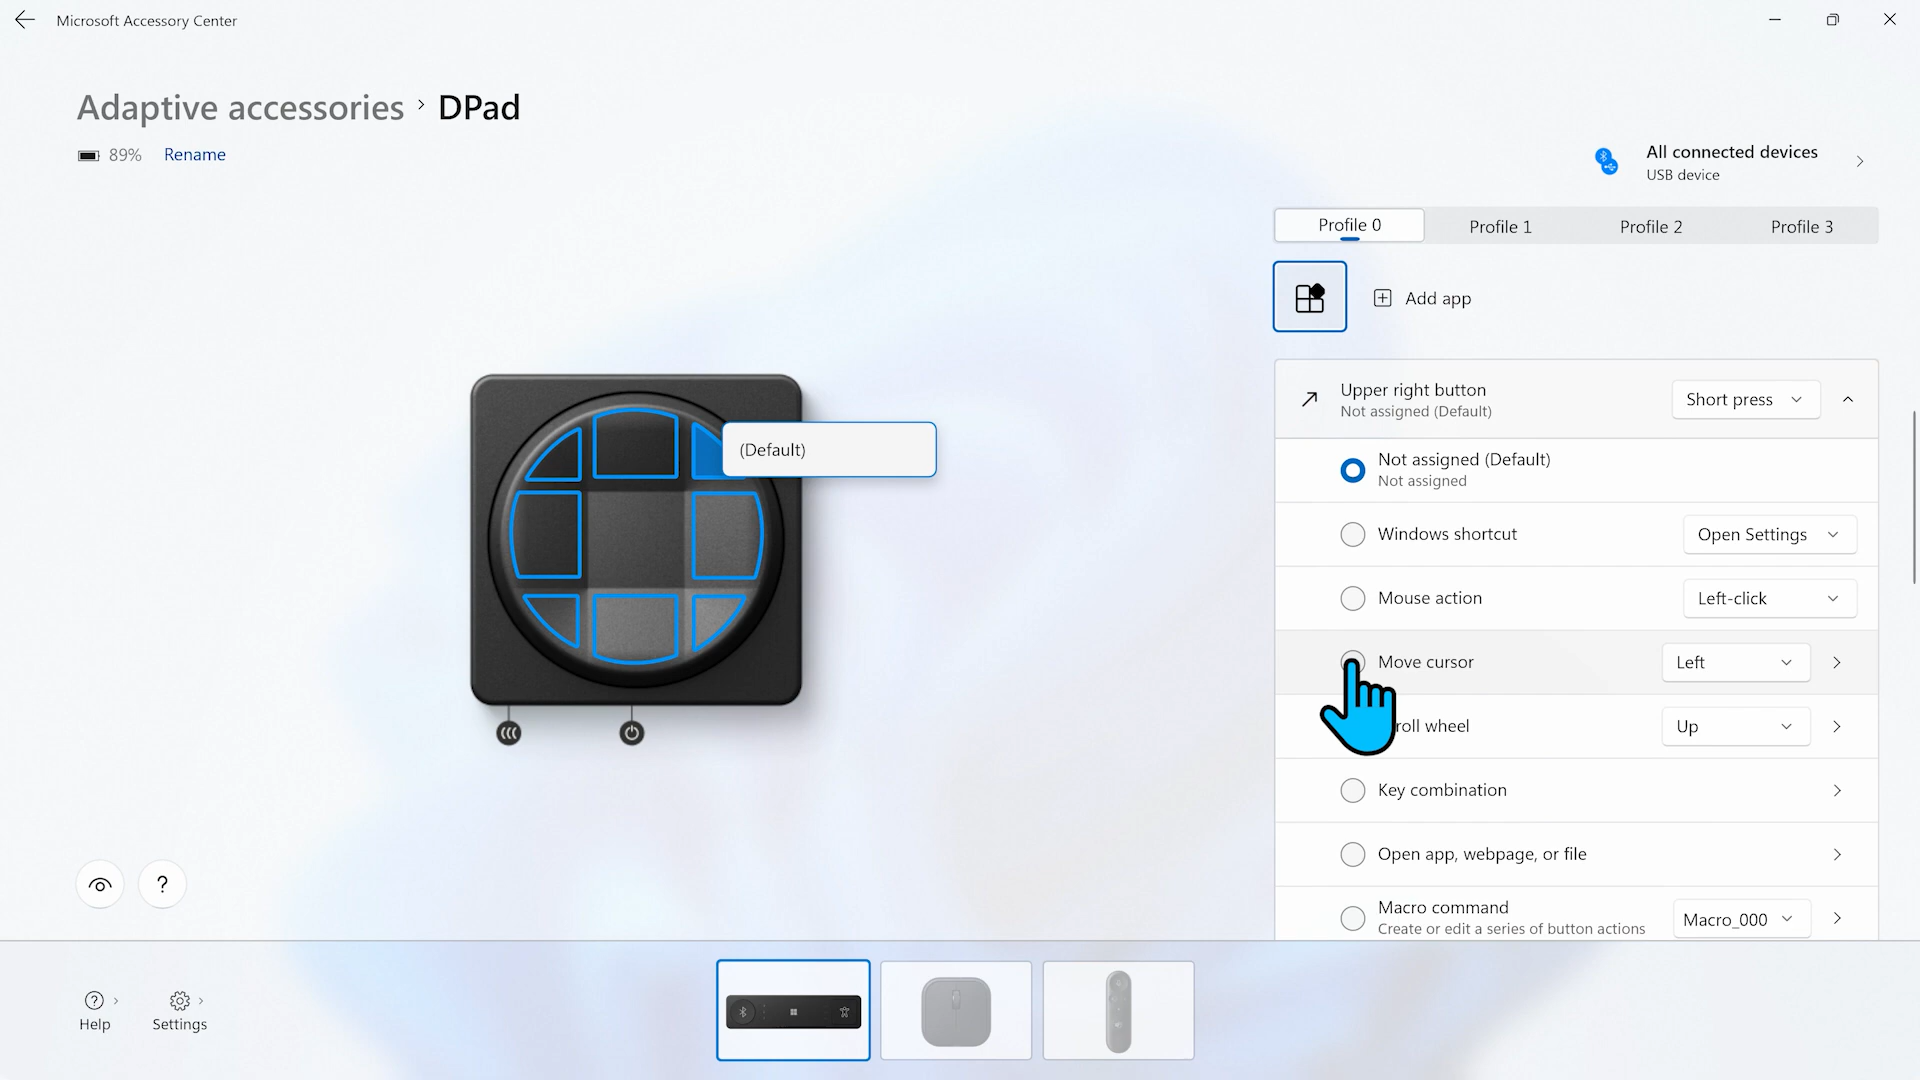 Microsoft Accessory Center
Adaptive accessories › DPad
89% Rename
All connected devices
USB device
Profile 0 Profile 1 Profile 2 Profile 3
Add app
Upper right button
Not assigned (Default)
Short press
(Default)
Not assigned (Default)
Not assigned
Windows shortcut Open Settings
Mouse action Left-click
Move cursor Left
roll wheel Up
Key combination
Open app, webpage, or file
Macro command
Create or edit a series of button actions
Macro_000
?
Help Settings